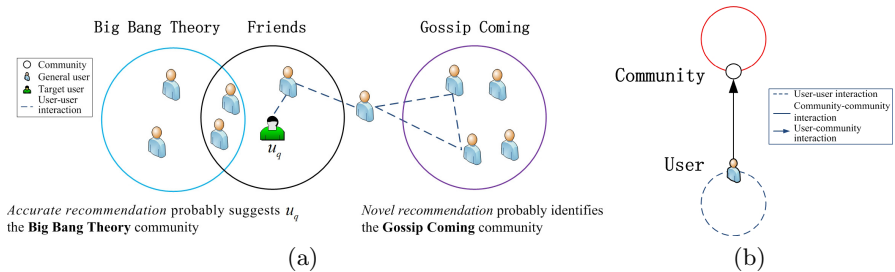 Big Bang Theory
Friends
Gossip Coming
Community
General user
Target user
User-user
interaction
u_q
Accurate recommendation probably suggests u_q
the Big Bang Theory community
Novel recommendation probably identifies
the Gossip Coming community
(a)
Community
User
User-user interaction
Community-community
interaction
User-community
interaction
(b)